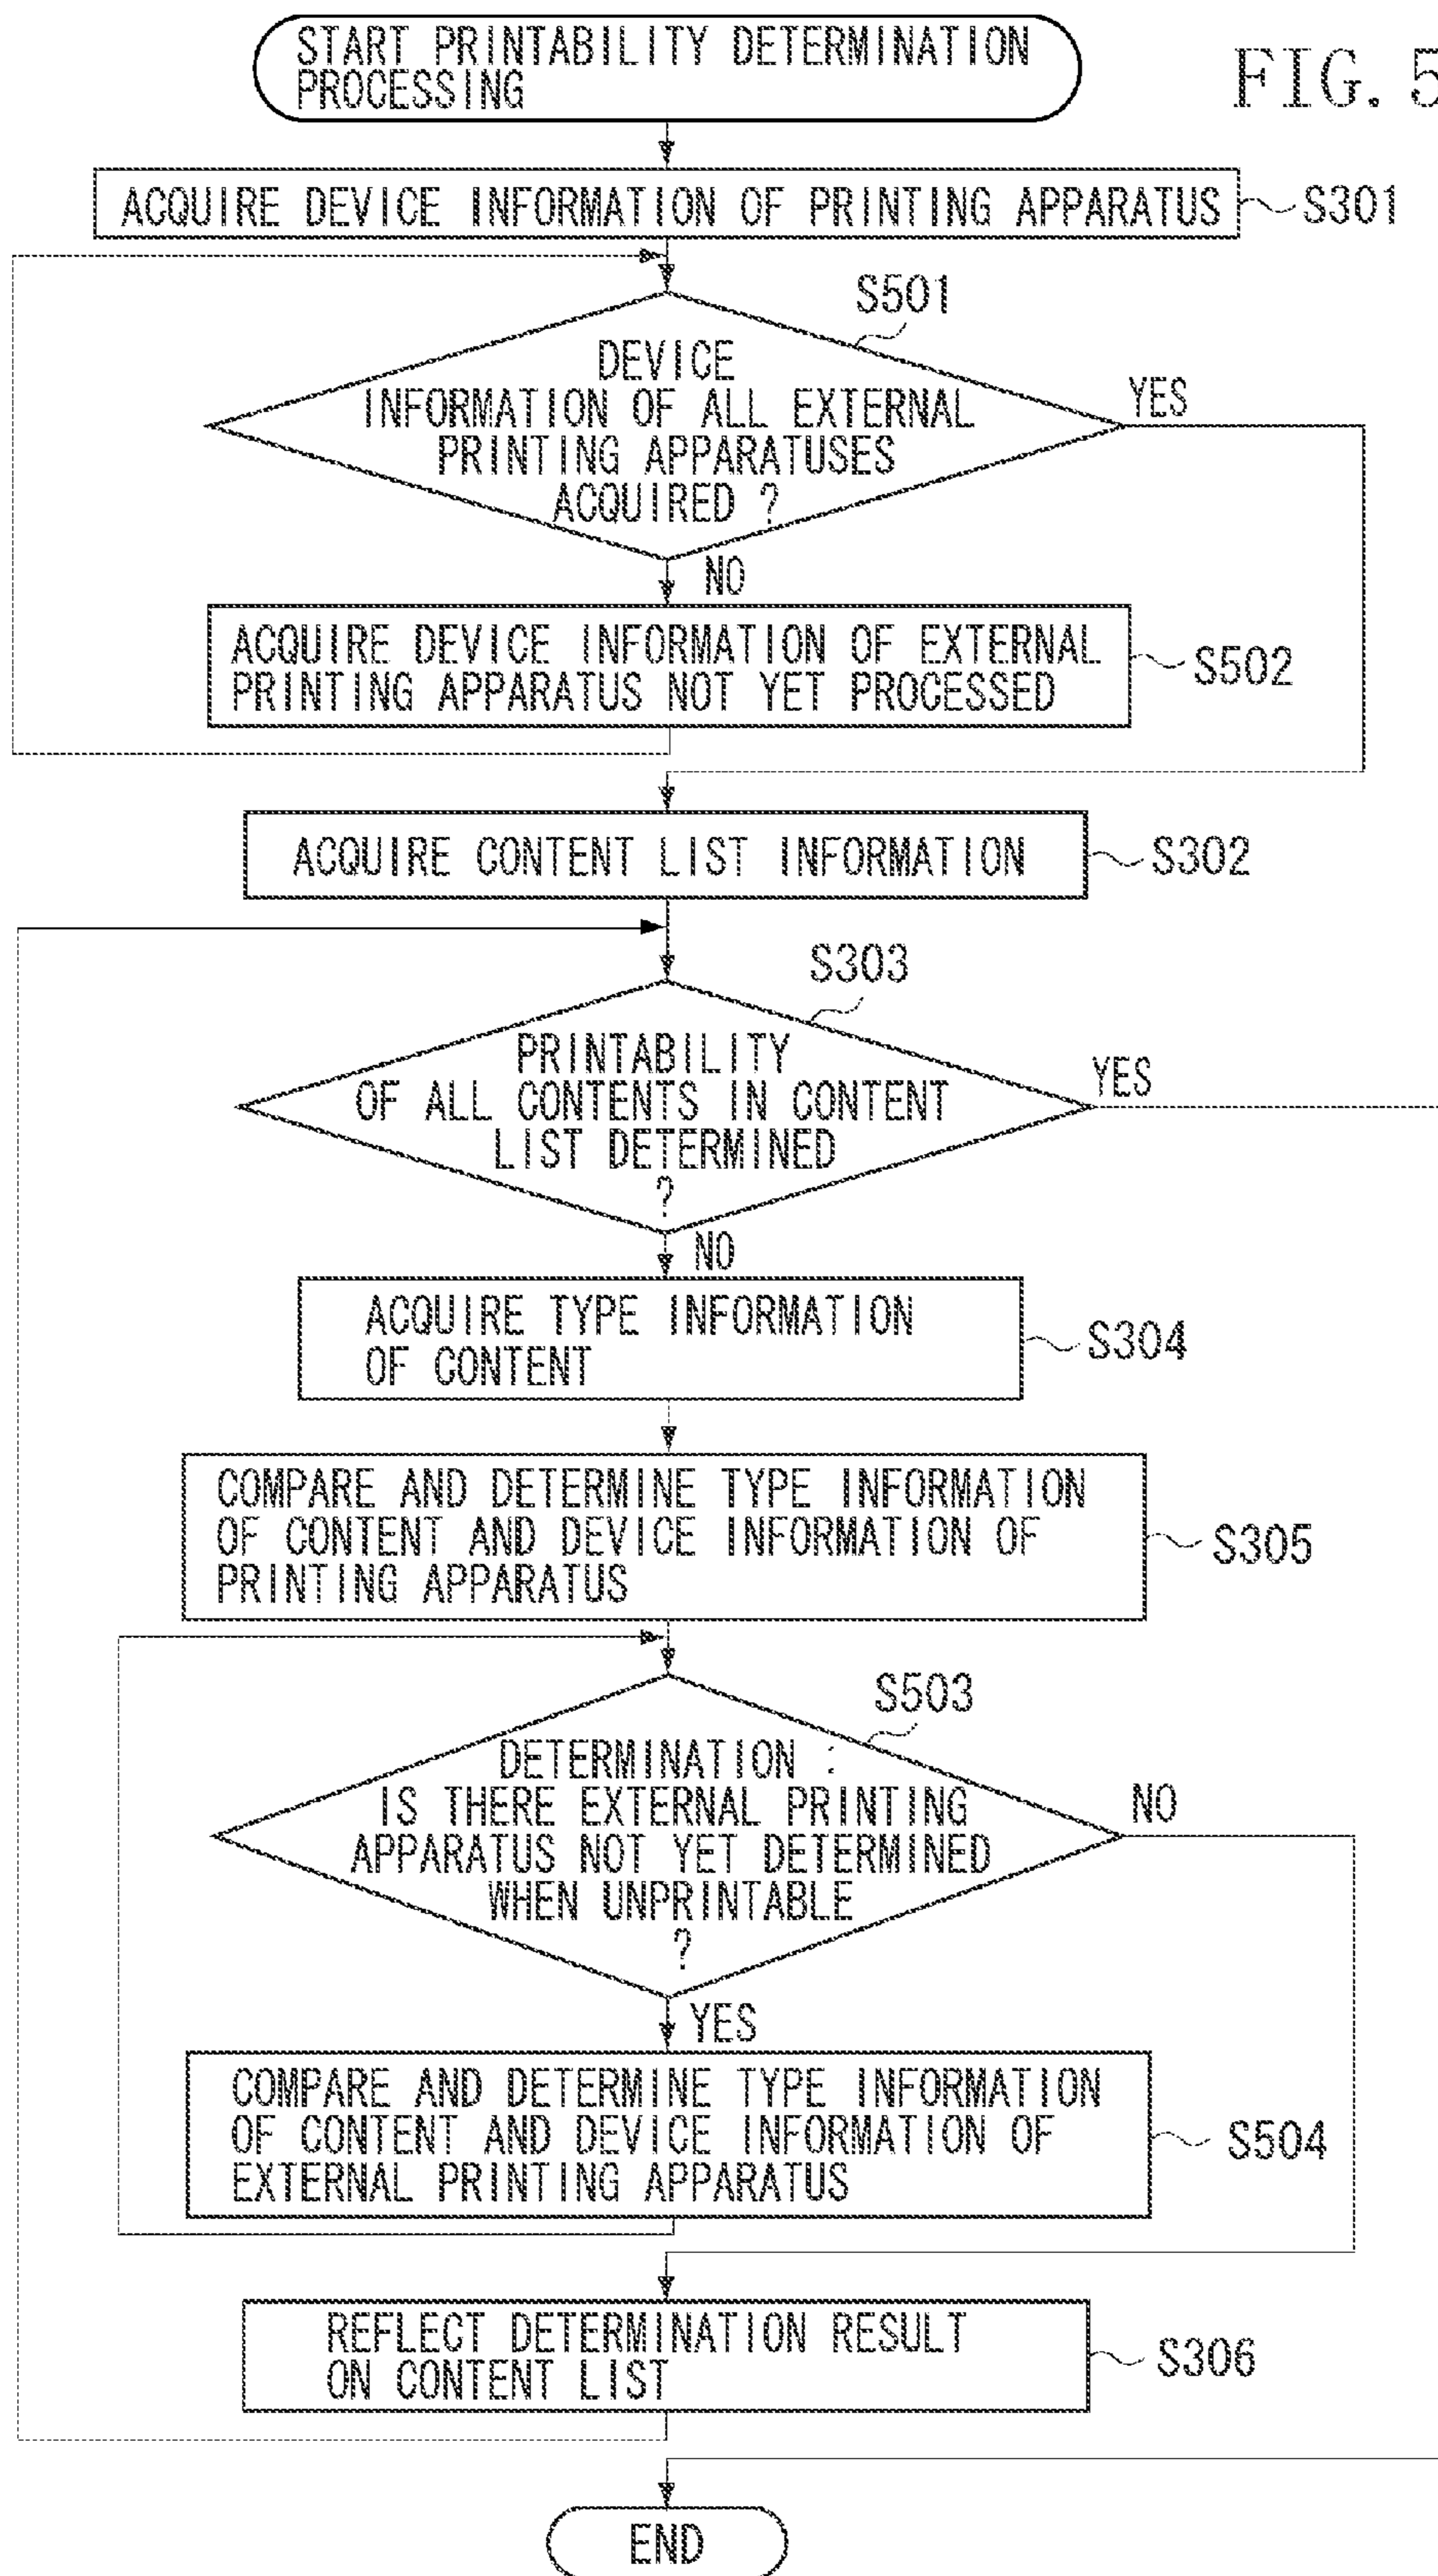 START PRINTABILITY DETERMINATION
PROCESSING
FIG. 5
ACQUIRE DEVICE INFORMATION OF PRINTING APPARATUS
S301
S501
DEVICE
INFORMATION OF ALL EXTERNAL
PRINTING APPARATUSES
ACQUIRED ?
YES
NO
ACQUIRE DEVICE INFORMATION OF EXTERNAL
PRINTING APPARATUS NOT YET PROCESSED
S502
ACQUIRE CONTENT LIST INFORMATION
S302
S303
PRINTABILITY
OF ALL CONTENTS IN CONTENT
LIST DETERMINED
?
YES
NO
ACQUIRE TYPE INFORMATION
OF CONTENT
S304
COMPARE AND DETERMINE TYPE INFORMATION
OF CONTENT AND DEVICE INFORMATION OF
PRINTING APPARATUS
S305
S503
DETERMINATION :
IS THERE EXTERNAL PRINTING
APPARATUS NOT YET DETERMINED
WHEN UNPRINTABLE
?
NO
YES
COMPARE AND DETERMINE TYPE INFORMATION
OF CONTENT AND DEVICE INFORMATION OF
EXTERNAL PRINTING APPARATUS
S504
REFLECT DETERMINATION RESULT
ON CONTENT LIST
S306
END